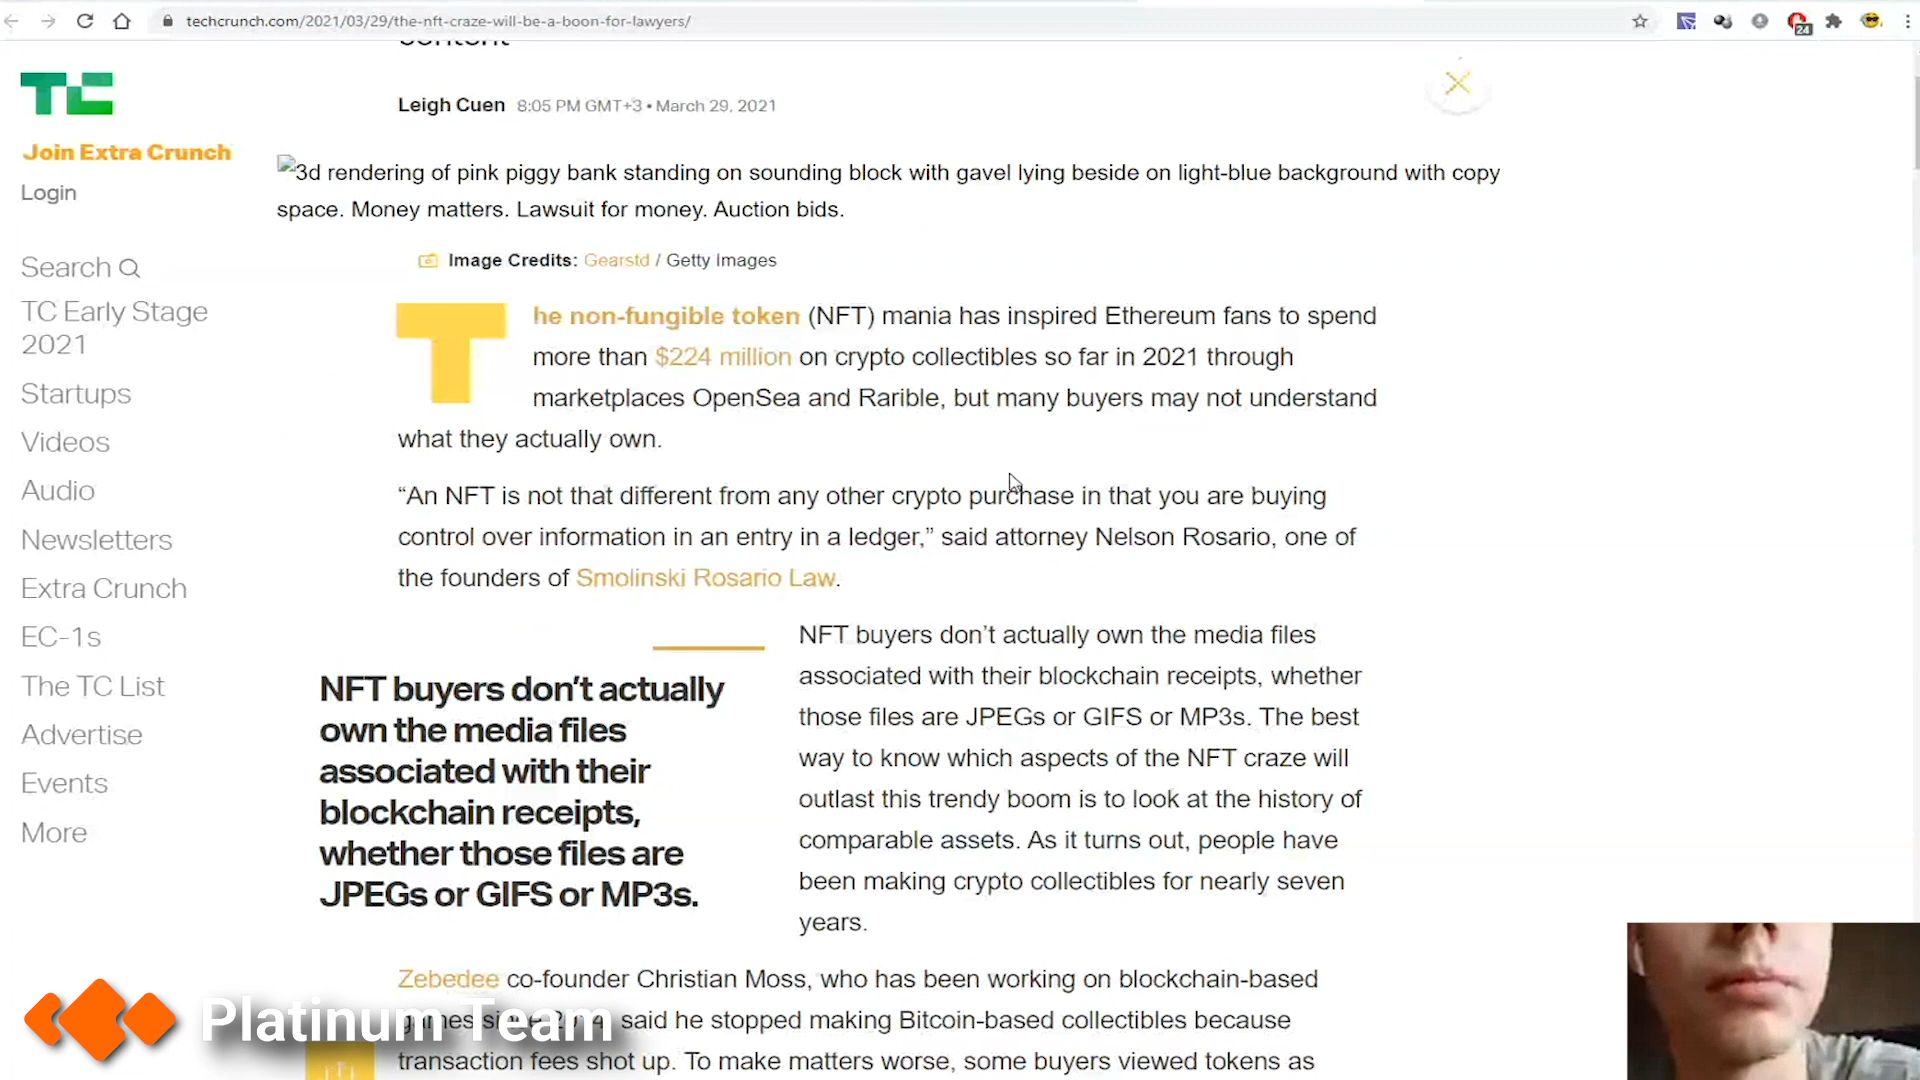 techcrunch.com/2021/03/29/the-nft-craze-will-be-a-boon-for-lawyers/
24
content
TC
Join Extra Crunch
Login
Search
TC Early Stage
2021
Startups
Videos
Audio
Newsletters
Extra Crunch
EC-1s
The TC List
Advertise
Events
More
Leigh Cuen 8:05 PM GMT+3 • March 29, 2021
3d rendering of pink piggy bank standing on sounding block with gavel lying beside on light-blue background with copy
space. Money matters. Lawsuit for money. Auction bids.
Image Credits: Gearstd / Getty Images
The non-fungible token (NFT) mania has inspired Ethereum fans to spend
more than $224 million on crypto collectibles so far in 2021 through
marketplaces OpenSea and Rarible, but many buyers may not understand
what they actually own.
“An NFT is not that different from any other crypto purchase in that you are buying
control over information in an entry in a ledger,” said attorney Nelson Rosario, one of
the founders of Smolinski Rosario Law.
NFT buyers don’t actually
own the media files
associated with their
blockchain receipts,
whether those files are
JPEGs or GIFS or MP3s.
NFT buyers don’t actually own the media files
associated with their blockchain receipts, whether
those files are JPEGs or GIFS or MP3s. The best
way to know which aspects of the NFT craze will
outlast this trendy boom is to look at the history of
comparable assets. As it turns out, people have
been making crypto collectibles for nearly seven
years.
Zebedee co-founder Christian Moss, who has been working on blockchain-based
said he stopped making Bitcoin-based collectibles because
transaction fees shot up. To make matters worse, some buyers viewed tokens as
Platinum Team